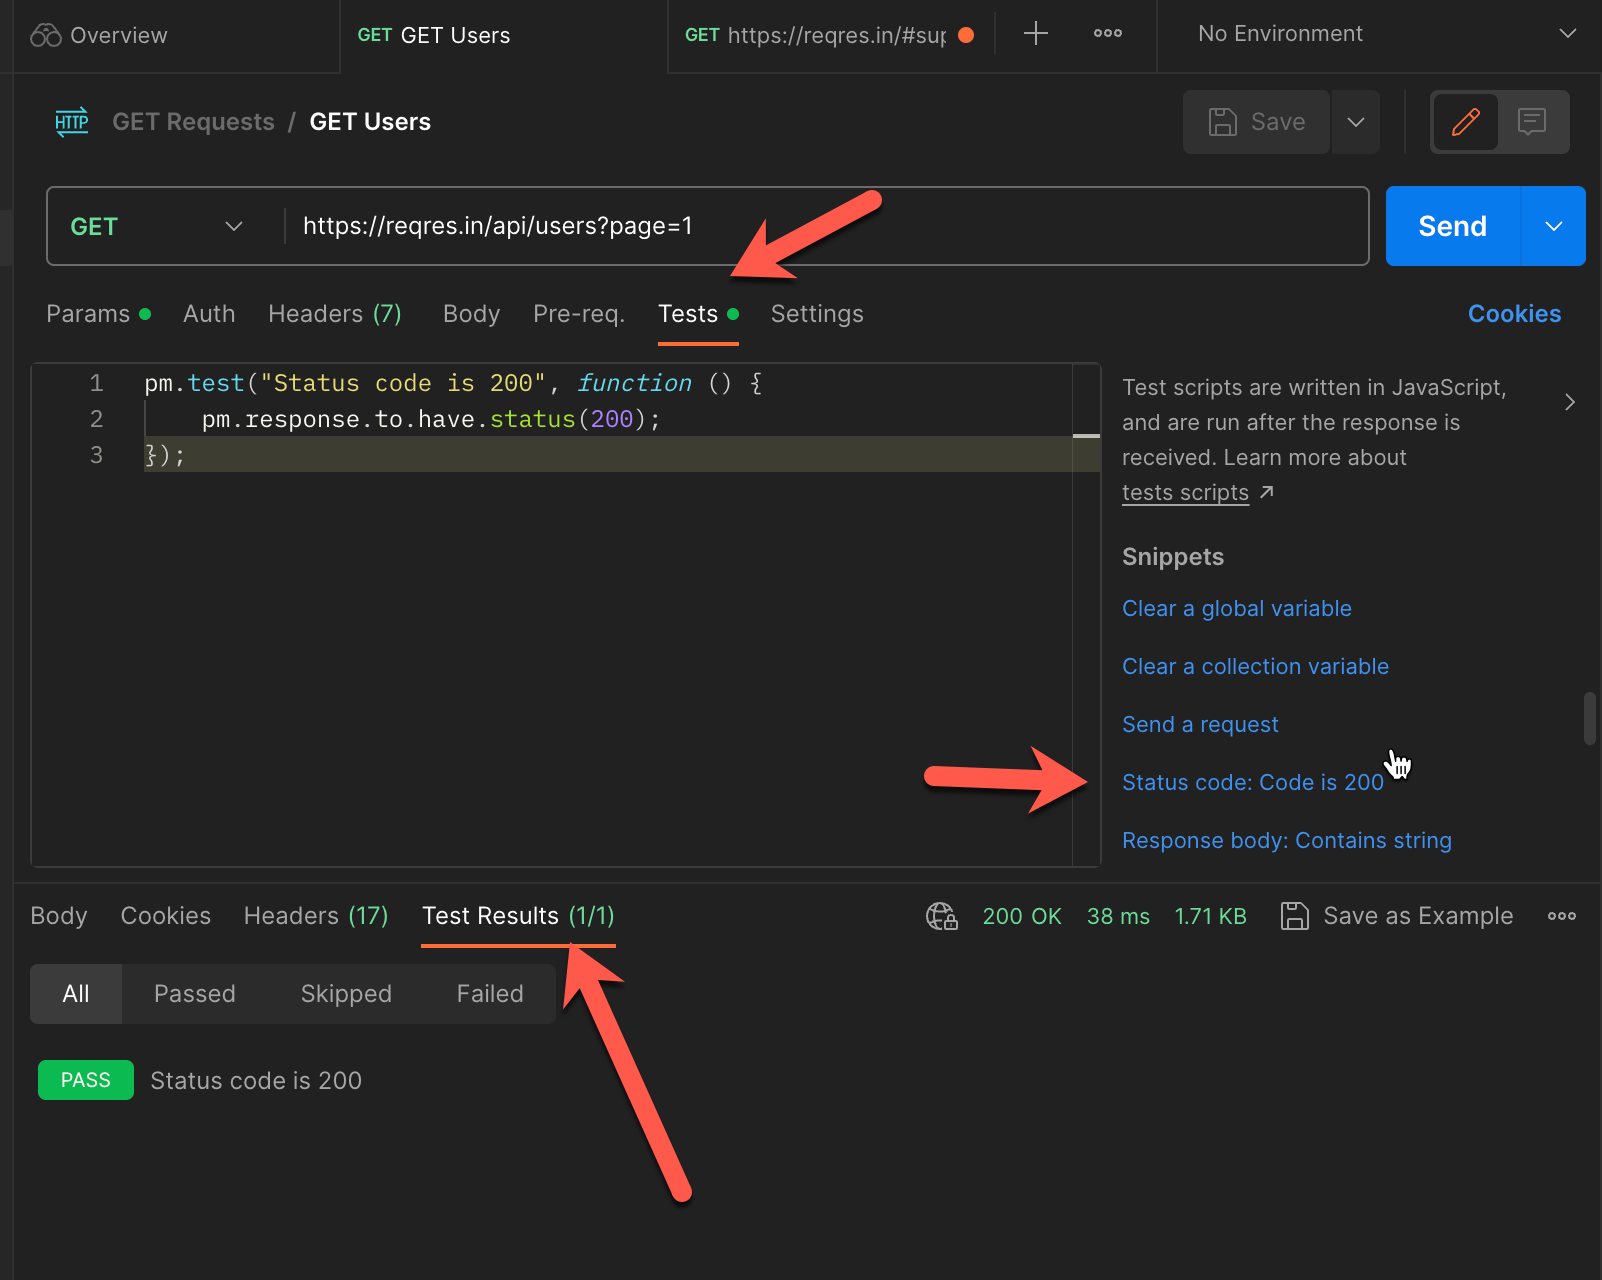 Overview
GET GET Users
GET https://reqres.in/#sup
No Environment
HTTP GET Requests / GET Users
Save
GET https://reqres.in/api/users?page=1
Send
Params Auth Headers (7) Body Pre-req. Tests Settings
Cookies
1 pm.test("Status code is 200", function () {
2 pm.response.to.have.status(200);
3 });
Test scripts are written in JavaScript,
and are run after the response is
received. Learn more about
tests scripts
Snippets
Clear a global variable
Clear a collection variable
Send a request
Status code: Code is 200
Response body: Contains string
Body Cookies Headers (17) Test Results (1/1)
200 OK 38 ms 1.71 KB Save as Example
All Passed Skipped Failed
PASS Status code is 200